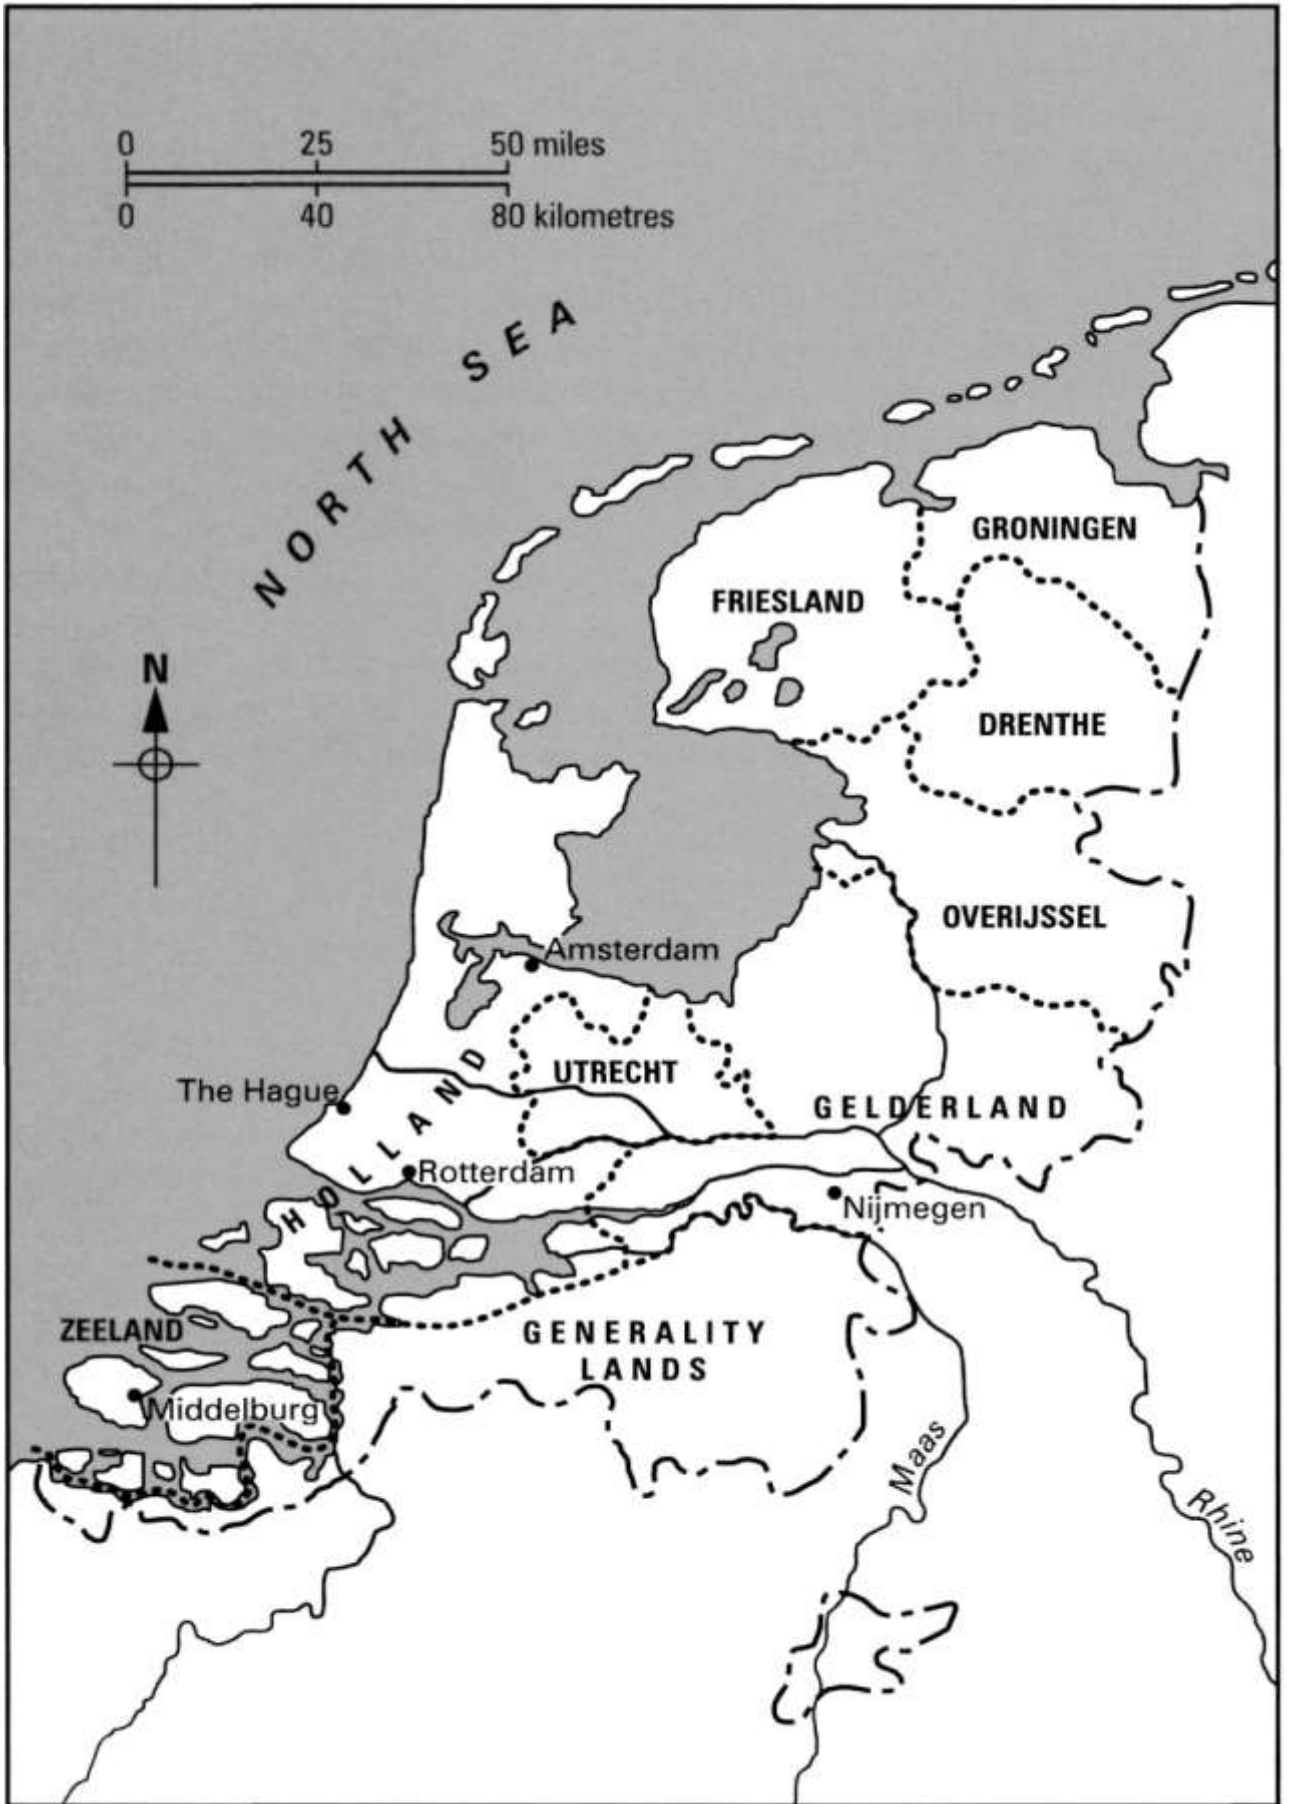 0 25 50 miles
0 40 80 kilometres
NORTH SEA
N
GRONINGEN
FRIESLAND
DRENTHE
OVERIJSSEL
Amsterdam
UTRECHT
The Hague
HOLLAND
GELDERLAND
Rotterdam
Nijmegen
ZEELAND
GENERALITY
LANDS
Middelburg
Maas
Rhine